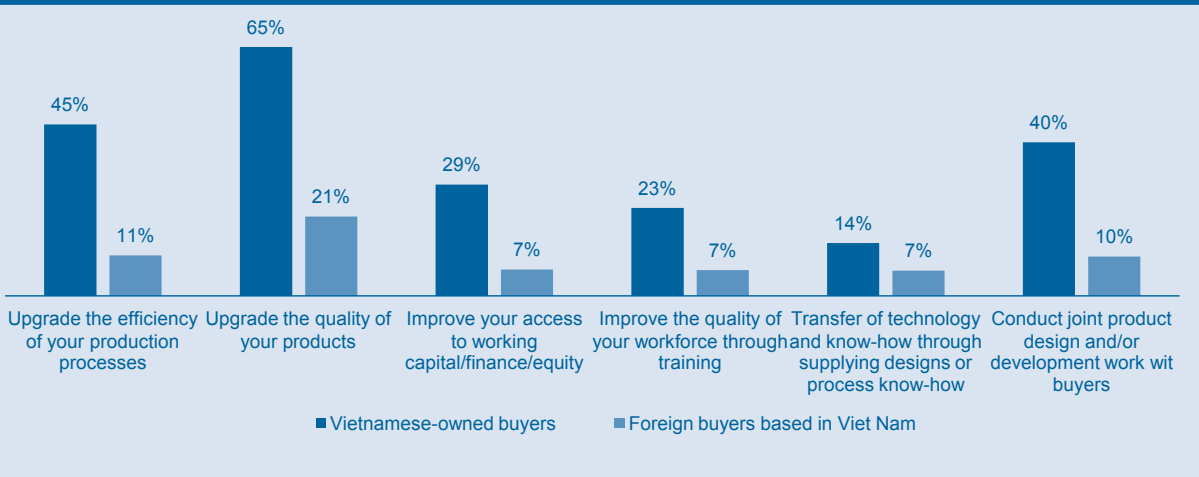 65%
45%
40%
29%
23%
21%
14%
11%
10%
7%
7%
7%
Upgrade the efficiency
of your production
processes
Upgrade the quality of
your products
Improve your access
to working
capital/finance/equity
Improve the quality of
your workforce through
training
Transfer of technology
and know-how through
supplying designs or
process know-how
Conduct joint product
design and/or
development work wit
buyers
Vietnamese-owned buyers
Foreign buyers based in Viet Nam